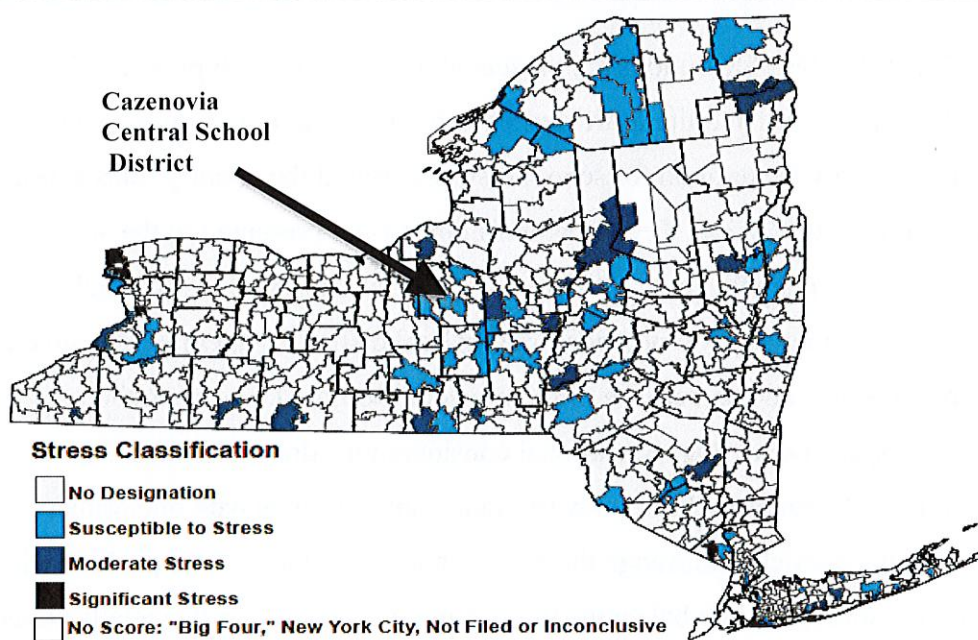 Cazenovia
Central School
District
Stress Classification
No Designation
Susceptible to Stress
Moderate Stress
Significant Stress
No Score: "Big Four," New York City, Not Filed or Inconclusive